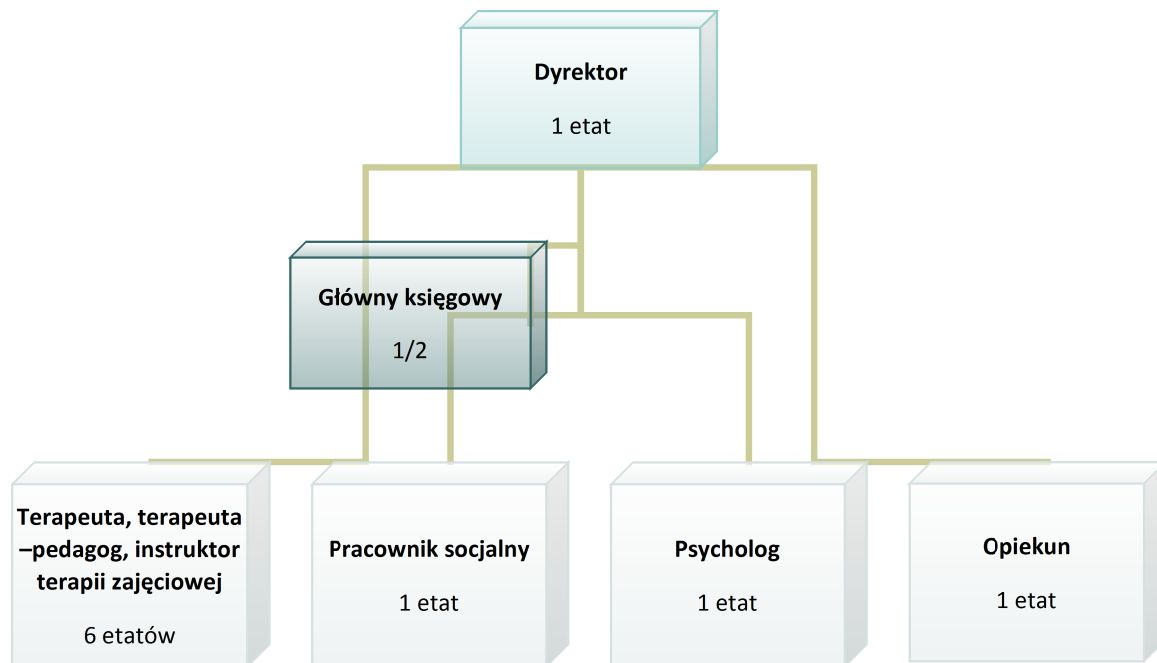 Dyrektor
1 etat
Główny księgowy
1/2
Terapeuta, terapeuta
–pedagog, instruktor
terapii zajęciowej
6 etatów
Pracownik socjalny
1 etat
Psycholog
1 etat
Opiekun
1 etat